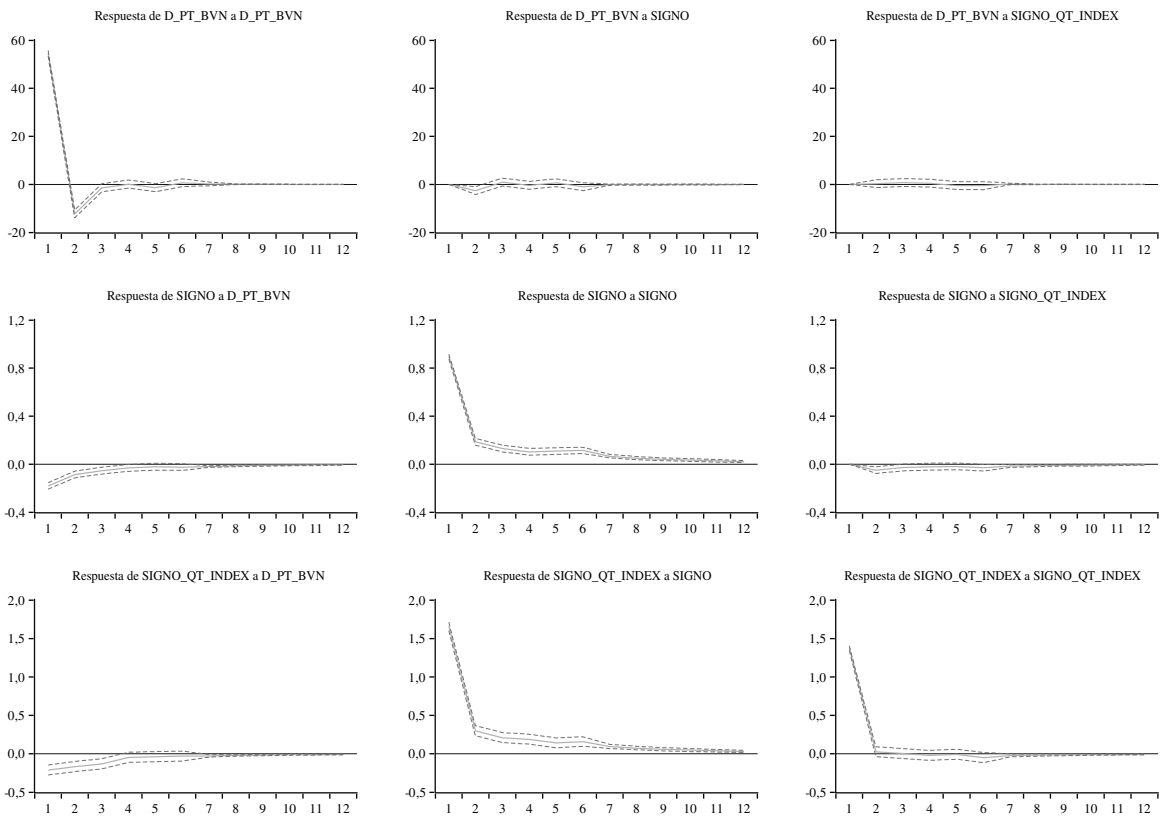 Respuesta de D_PT_BVN a D_PT_BVN
60
40
20
0
-20
1 2 3 4 5 6 7 8 9 10 11 12
Respuesta de D_PT_BVN a SIGNO
60
40
20
0
-20
1 2 3 4 5 6 7 8 9 10 11 12
Respuesta de D_PT_BVN a SIGNO_QT_INDEX
60
40
20
0
-20
1 2 3 4 5 6 7 8 9 10 11 12
Respuesta de SIGNO a D_PT_BVN
1,2
0,8
0,4
0,0
-0,4
1 2 3 4 5 6 7 8 9 10 11 12
Respuesta de SIGNO a SIGNO
1,2
0,8
0,4
0,0
-0,4
1 2 3 4 5 6 7 8 9 10 11 12
Respuesta de SIGNO a SIGNO_QT_INDEX
1,2
0,8
0,4
0,0
-0,4
1 2 3 4 5 6 7 8 9 10 11 12
Respuesta de SIGNO_QT_INDEX a D_PT_BVN
2,0
1,5
1,0
0,5
0,0
-0,5
1 2 3 4 5 6 7 8 9 10 11 12
Respuesta de SIGNO_QT_INDEX a SIGNO
2,0
1,5
1,0
0,5
0,0
-0,5
1 2 3 4 5 6 7 8 9 10 11 12
Respuesta de SIGNO_QT_INDEX a SIGNO_QT_INDEX
2,0
1,5
1,0
0,5
0,0
-0,5
1 2 3 4 5 6 7 8 9 10 11 12